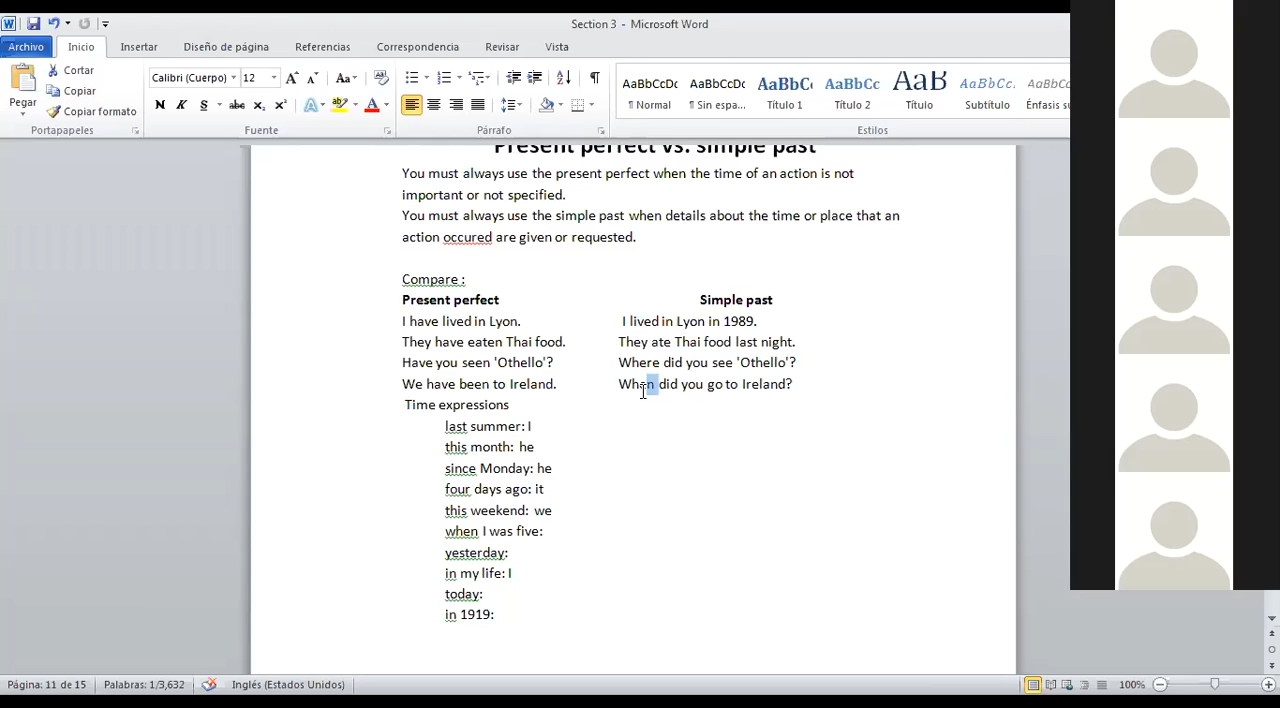 Section 3 - Microsoft Word
Archivo Inicio Insertar Diseño de página Referencias Correspondencia Revisar Vista
Pegar
Cortar
Copiar
Copiar formato
Calibri (Cuerpo) 12
N K S abc x₂ x²
AaBbCcDc AaBbCcDc AaBbC AaBbCc AaB AaBbCc. AaBbCc
¶ Normal ¶ Sin espa... Título 1 Título 2 Título Subtítulo Énfasis su
Portapapeles Fuente Párrafo Estilos
Present perfect vs. simple past
You must always use the present perfect when the time of an action is not
important or not specified.
You must always use the simple past when details about the time or place that an
action occured are given or requested.
Compare :
Present perfect Simple past
I have lived in Lyon. I lived in Lyon in 1989.
They have eaten Thai food. They ate Thai food last night.
Have you seen 'Othello'? Where did you see 'Othello'?
We have been to Ireland. When did you go to Ireland?
Time expressions
last summer: I
this month: he
since Monday: he
four days ago: it
this weekend: we
when I was five:
yesterday:
in my life: I
today:
in 1919:
Página: 11 de 15 Palabras: 1/3,632 Inglés (Estados Unidos) 100%